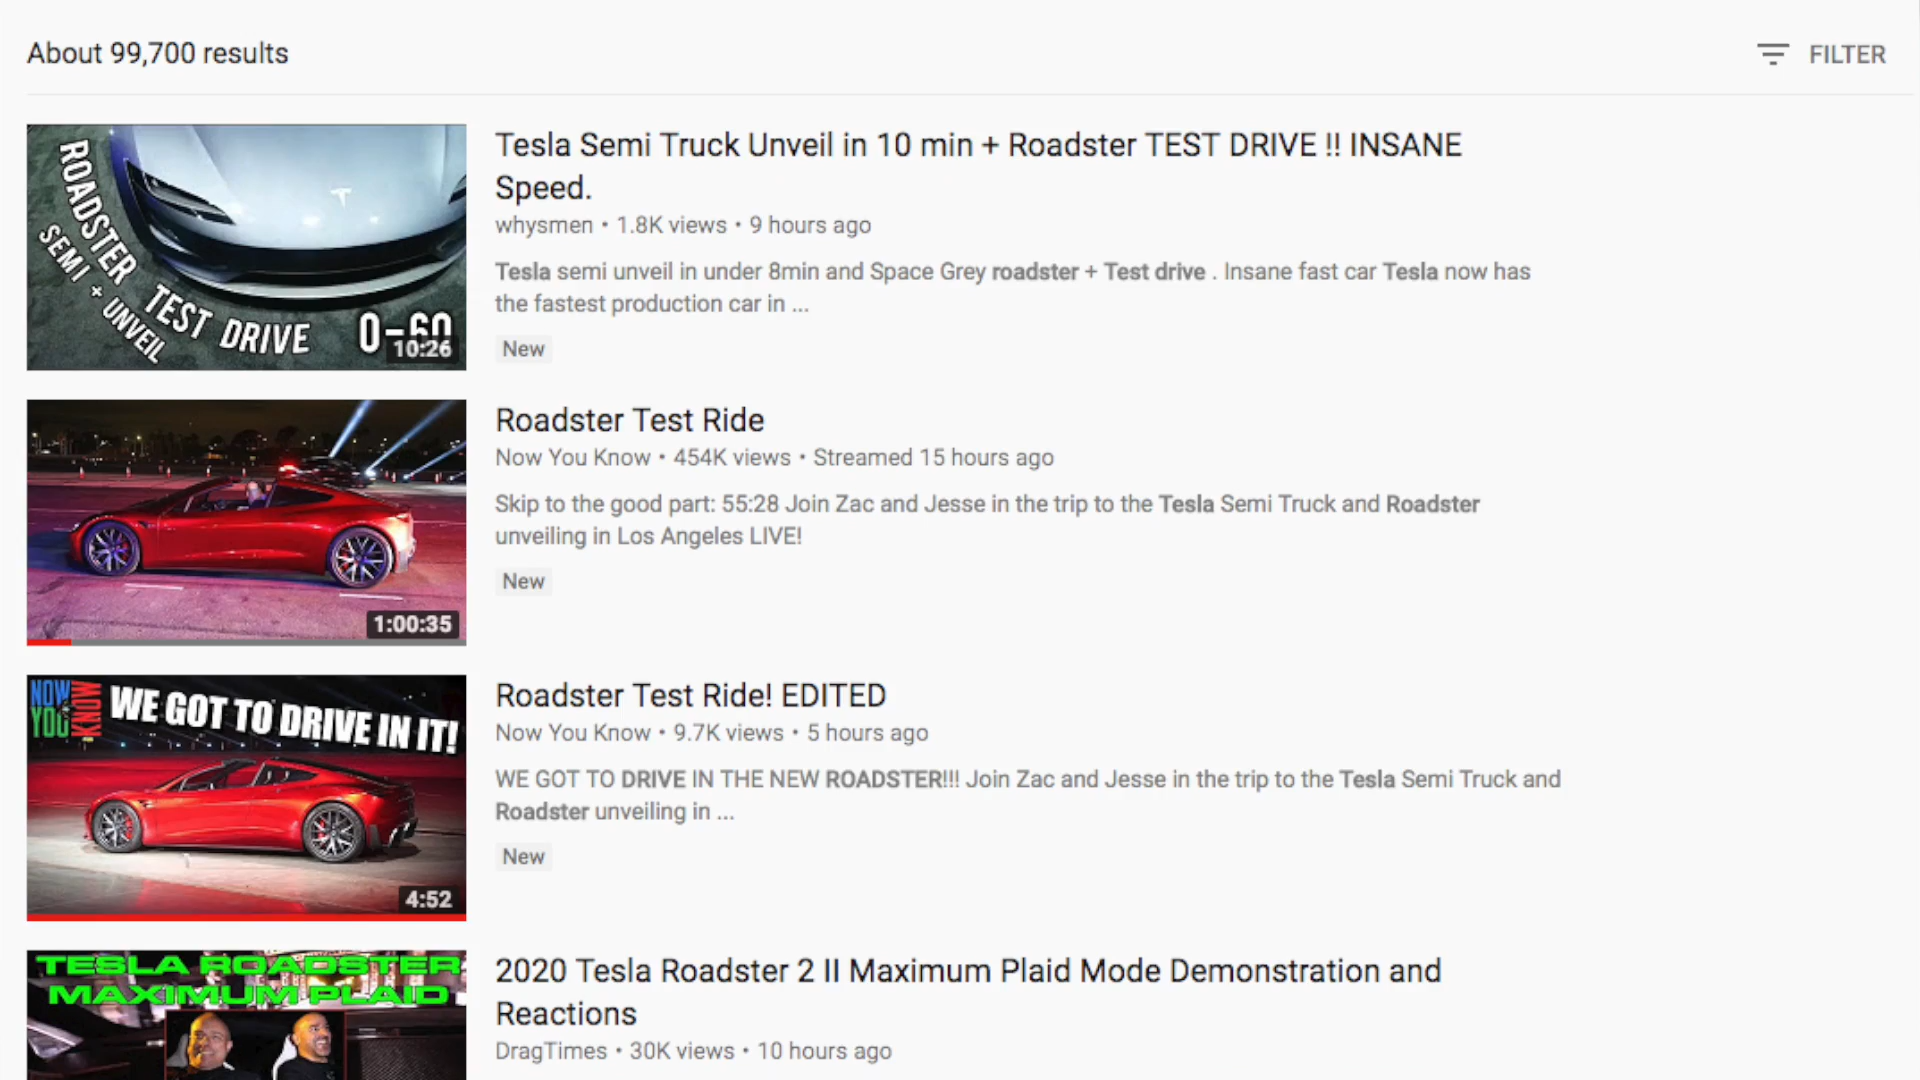 About 99,700 results
FILTER
ROADSTER TEST DRIVE
SEMI + UNVEIL
0-60
10:26
Tesla Semi Truck Unveil in 10 min + Roadster TEST DRIVE !! INSANE
Speed.
whysmen • 1.8K views • 9 hours ago
Tesla semi unveil in under 8min and Space Grey roadster + Test drive . Insane fast car Tesla now has
the fastest production car in ...
New
1:00:35
Roadster Test Ride
Now You Know • 454K views • Streamed 15 hours ago
Skip to the good part: 55:28 Join Zac and Jesse in the trip to the Tesla Semi Truck and Roadster
unveiling in Los Angeles LIVE!
New
NOW YOU KNOW
WE GOT TO DRIVE IN IT!
4:52
Roadster Test Ride! EDITED
Now You Know • 9.7K views • 5 hours ago
WE GOT TO DRIVE IN THE NEW ROADSTER!!! Join Zac and Jesse in the trip to the Tesla Semi Truck and
Roadster unveiling in ...
New
TESLA ROADSTER
MAXIMUM PLAID
2020 Tesla Roadster 2 II Maximum Plaid Mode Demonstration and
Reactions
DragTimes • 30K views • 10 hours ago